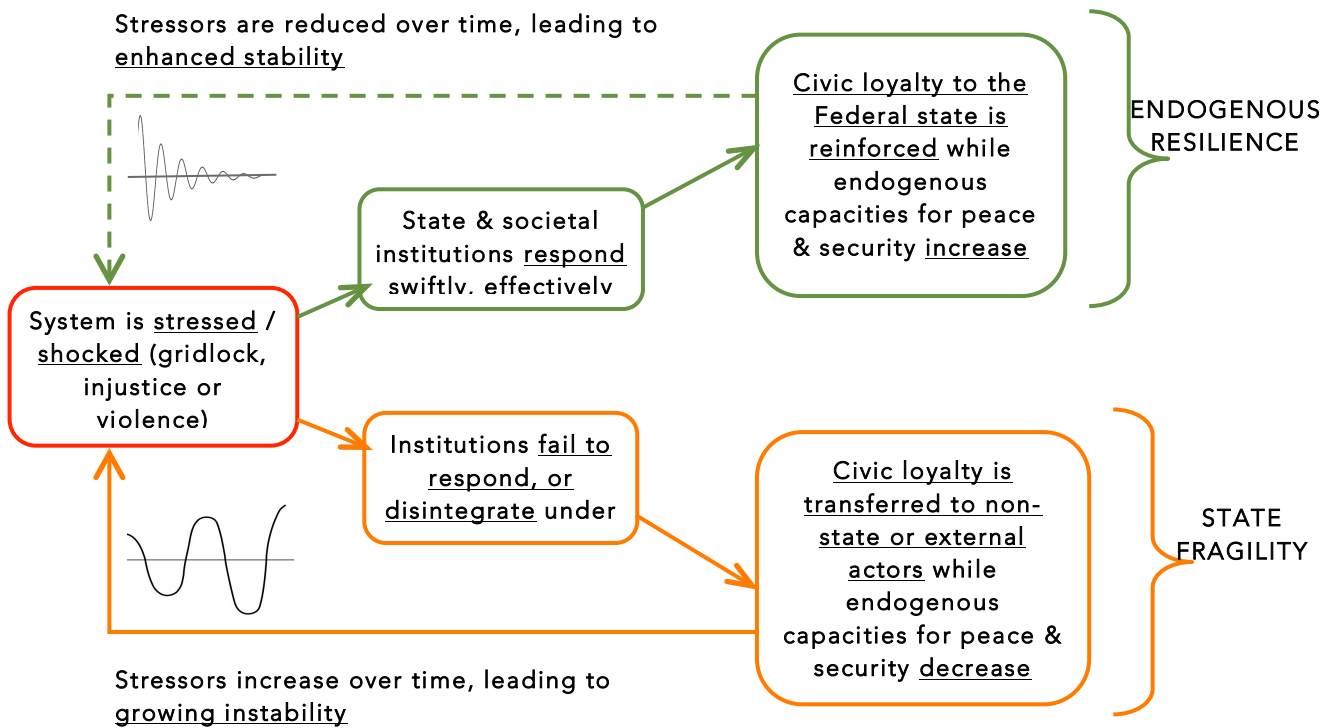 Stressors are reduced over time, leading to
enhanced stability
Civic loyalty to the
Federal state is
reinforced while
endogenous
capacities for peace
& security increase
ENDOGENOUS
RESILIENCE
State & societal
institutions respond
swiftly, effectively
System is stressed /
shocked (gridlock,
injustice or
violence)
Institutions fail to
respond, or
disintegrate under
Civic loyalty is
transferred to non-
state or external
actors while
endogenous
capacities for peace &
security decrease
STATE
FRAGILITY
Stressors increase over time, leading to
growing instability